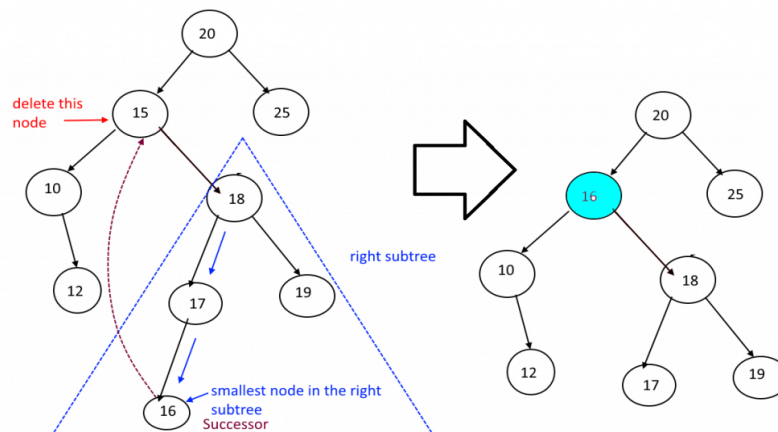 20
delete this
node
15
25
10
18
right subtree
12
17
19
16
smallest node in the right
subtree
Successor
20
16
25
10
18
12
17
19